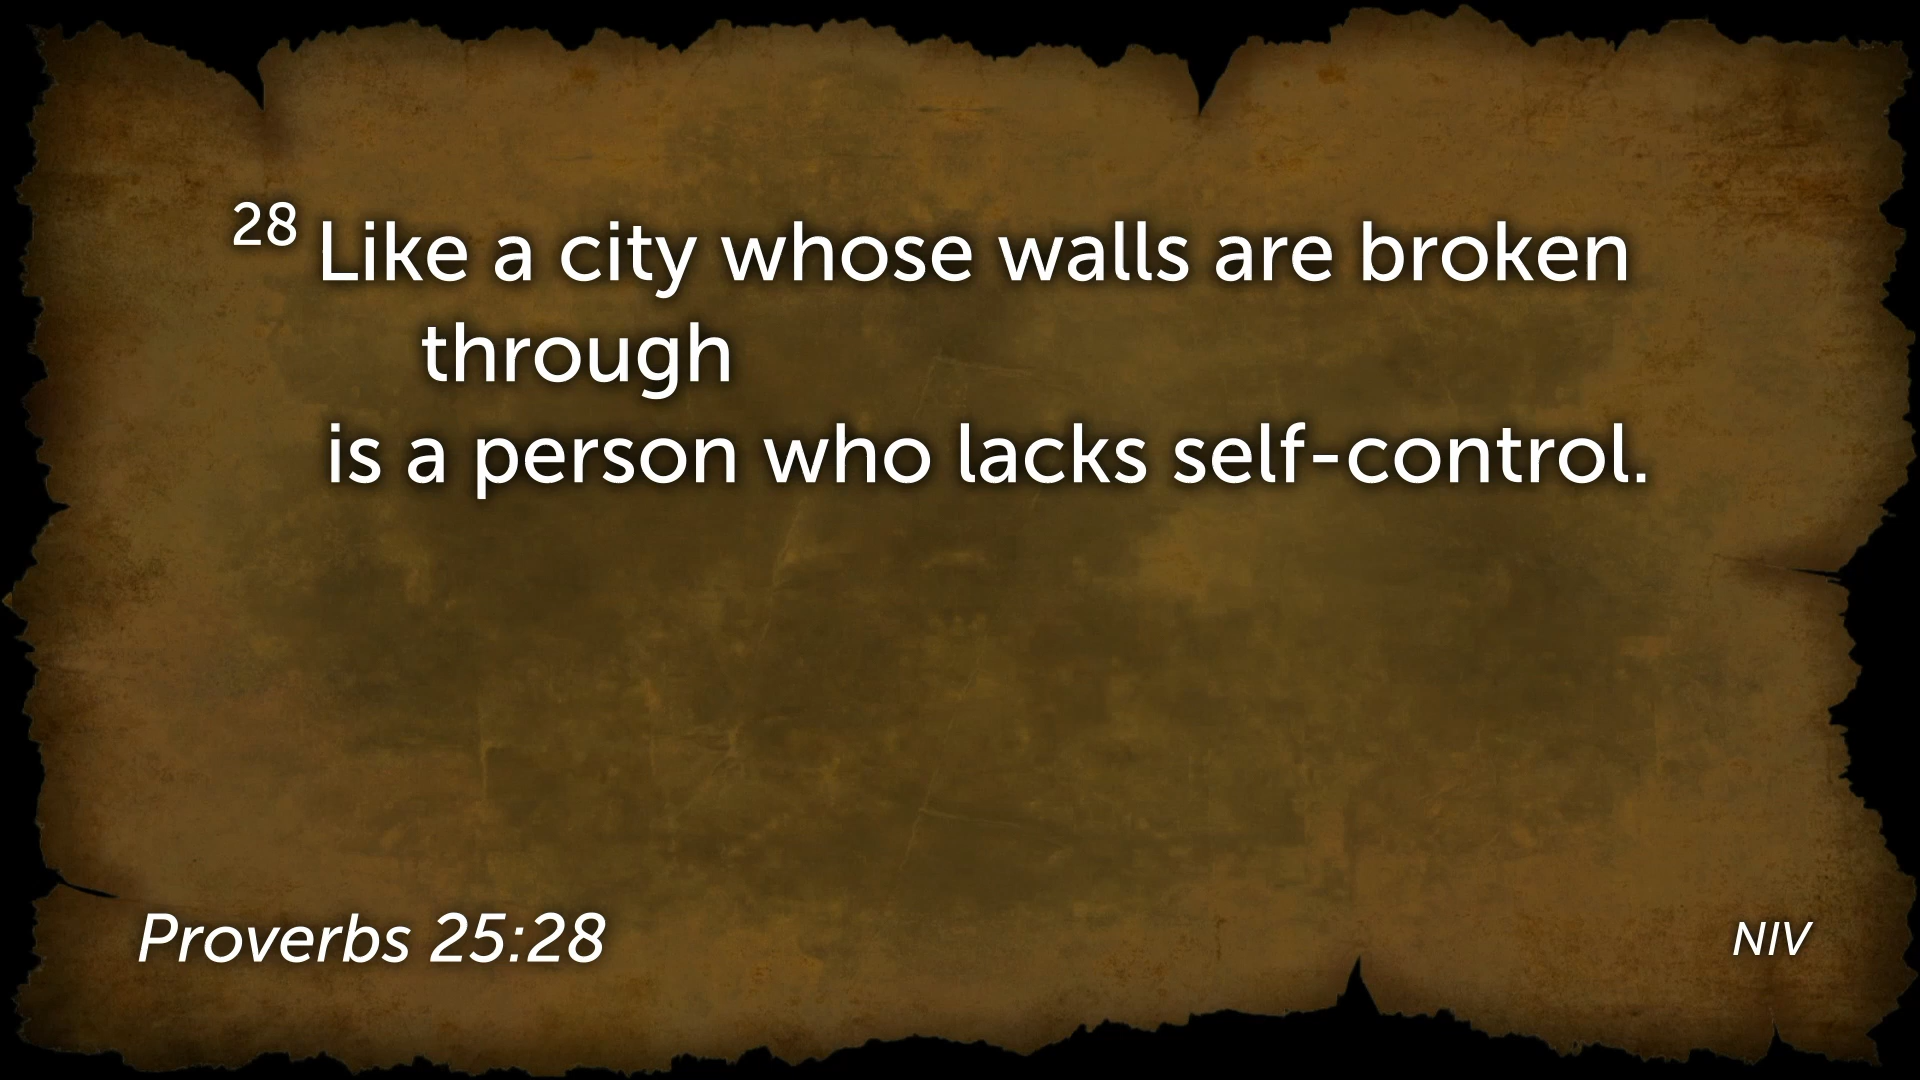 28 Like a city whose walls are broken
through
is a person who lacks self-control.
Proverbs 25:28
NIV